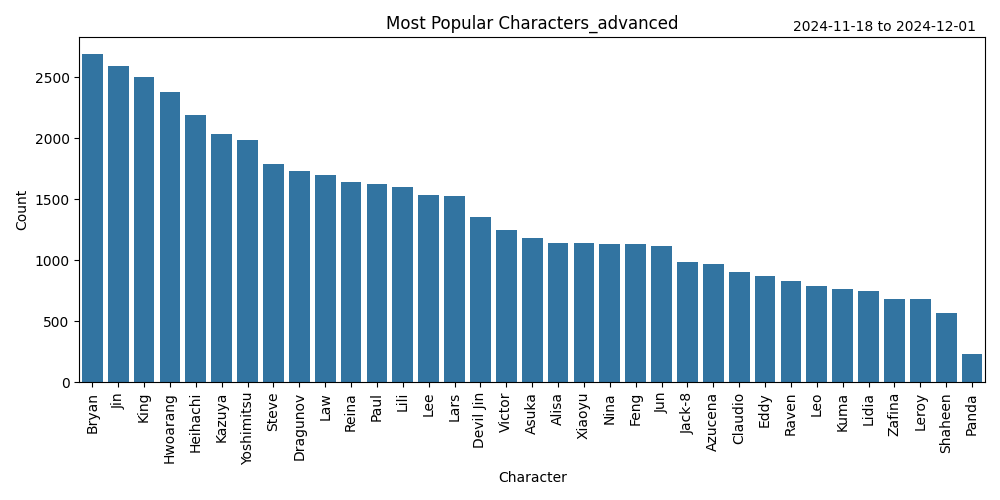 Most Popular Characters_advanced
2024-11-18 to 2024-12-01
Count
2500
2000
1500
1000
500
0
Bryan
Jin
King
Hwoarang
Heihachi
Kazuya
Yoshimitsu
Steve
Dragunov
Law
Reina
Paul
Lili
Lee
Lars
Devil Jin
Victor
Asuka
Alisa
Xiaoyu
Nina
Feng
Jun
Jack-8
Azucena
Claudio
Eddy
Raven
Leo
Kuma
Lidia
Zafina
Leroy
Shaheen
Panda
Character